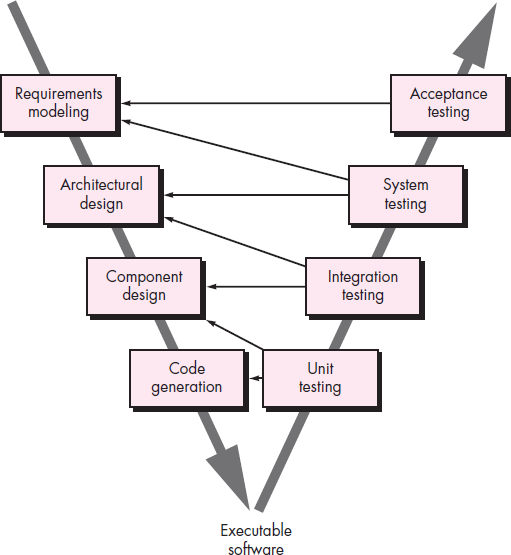 Requirements
modeling
Acceptance
testing
Architectural
design
System
testing
Component
design
Integration
testing
Code
generation
Unit
testing
Executable
software